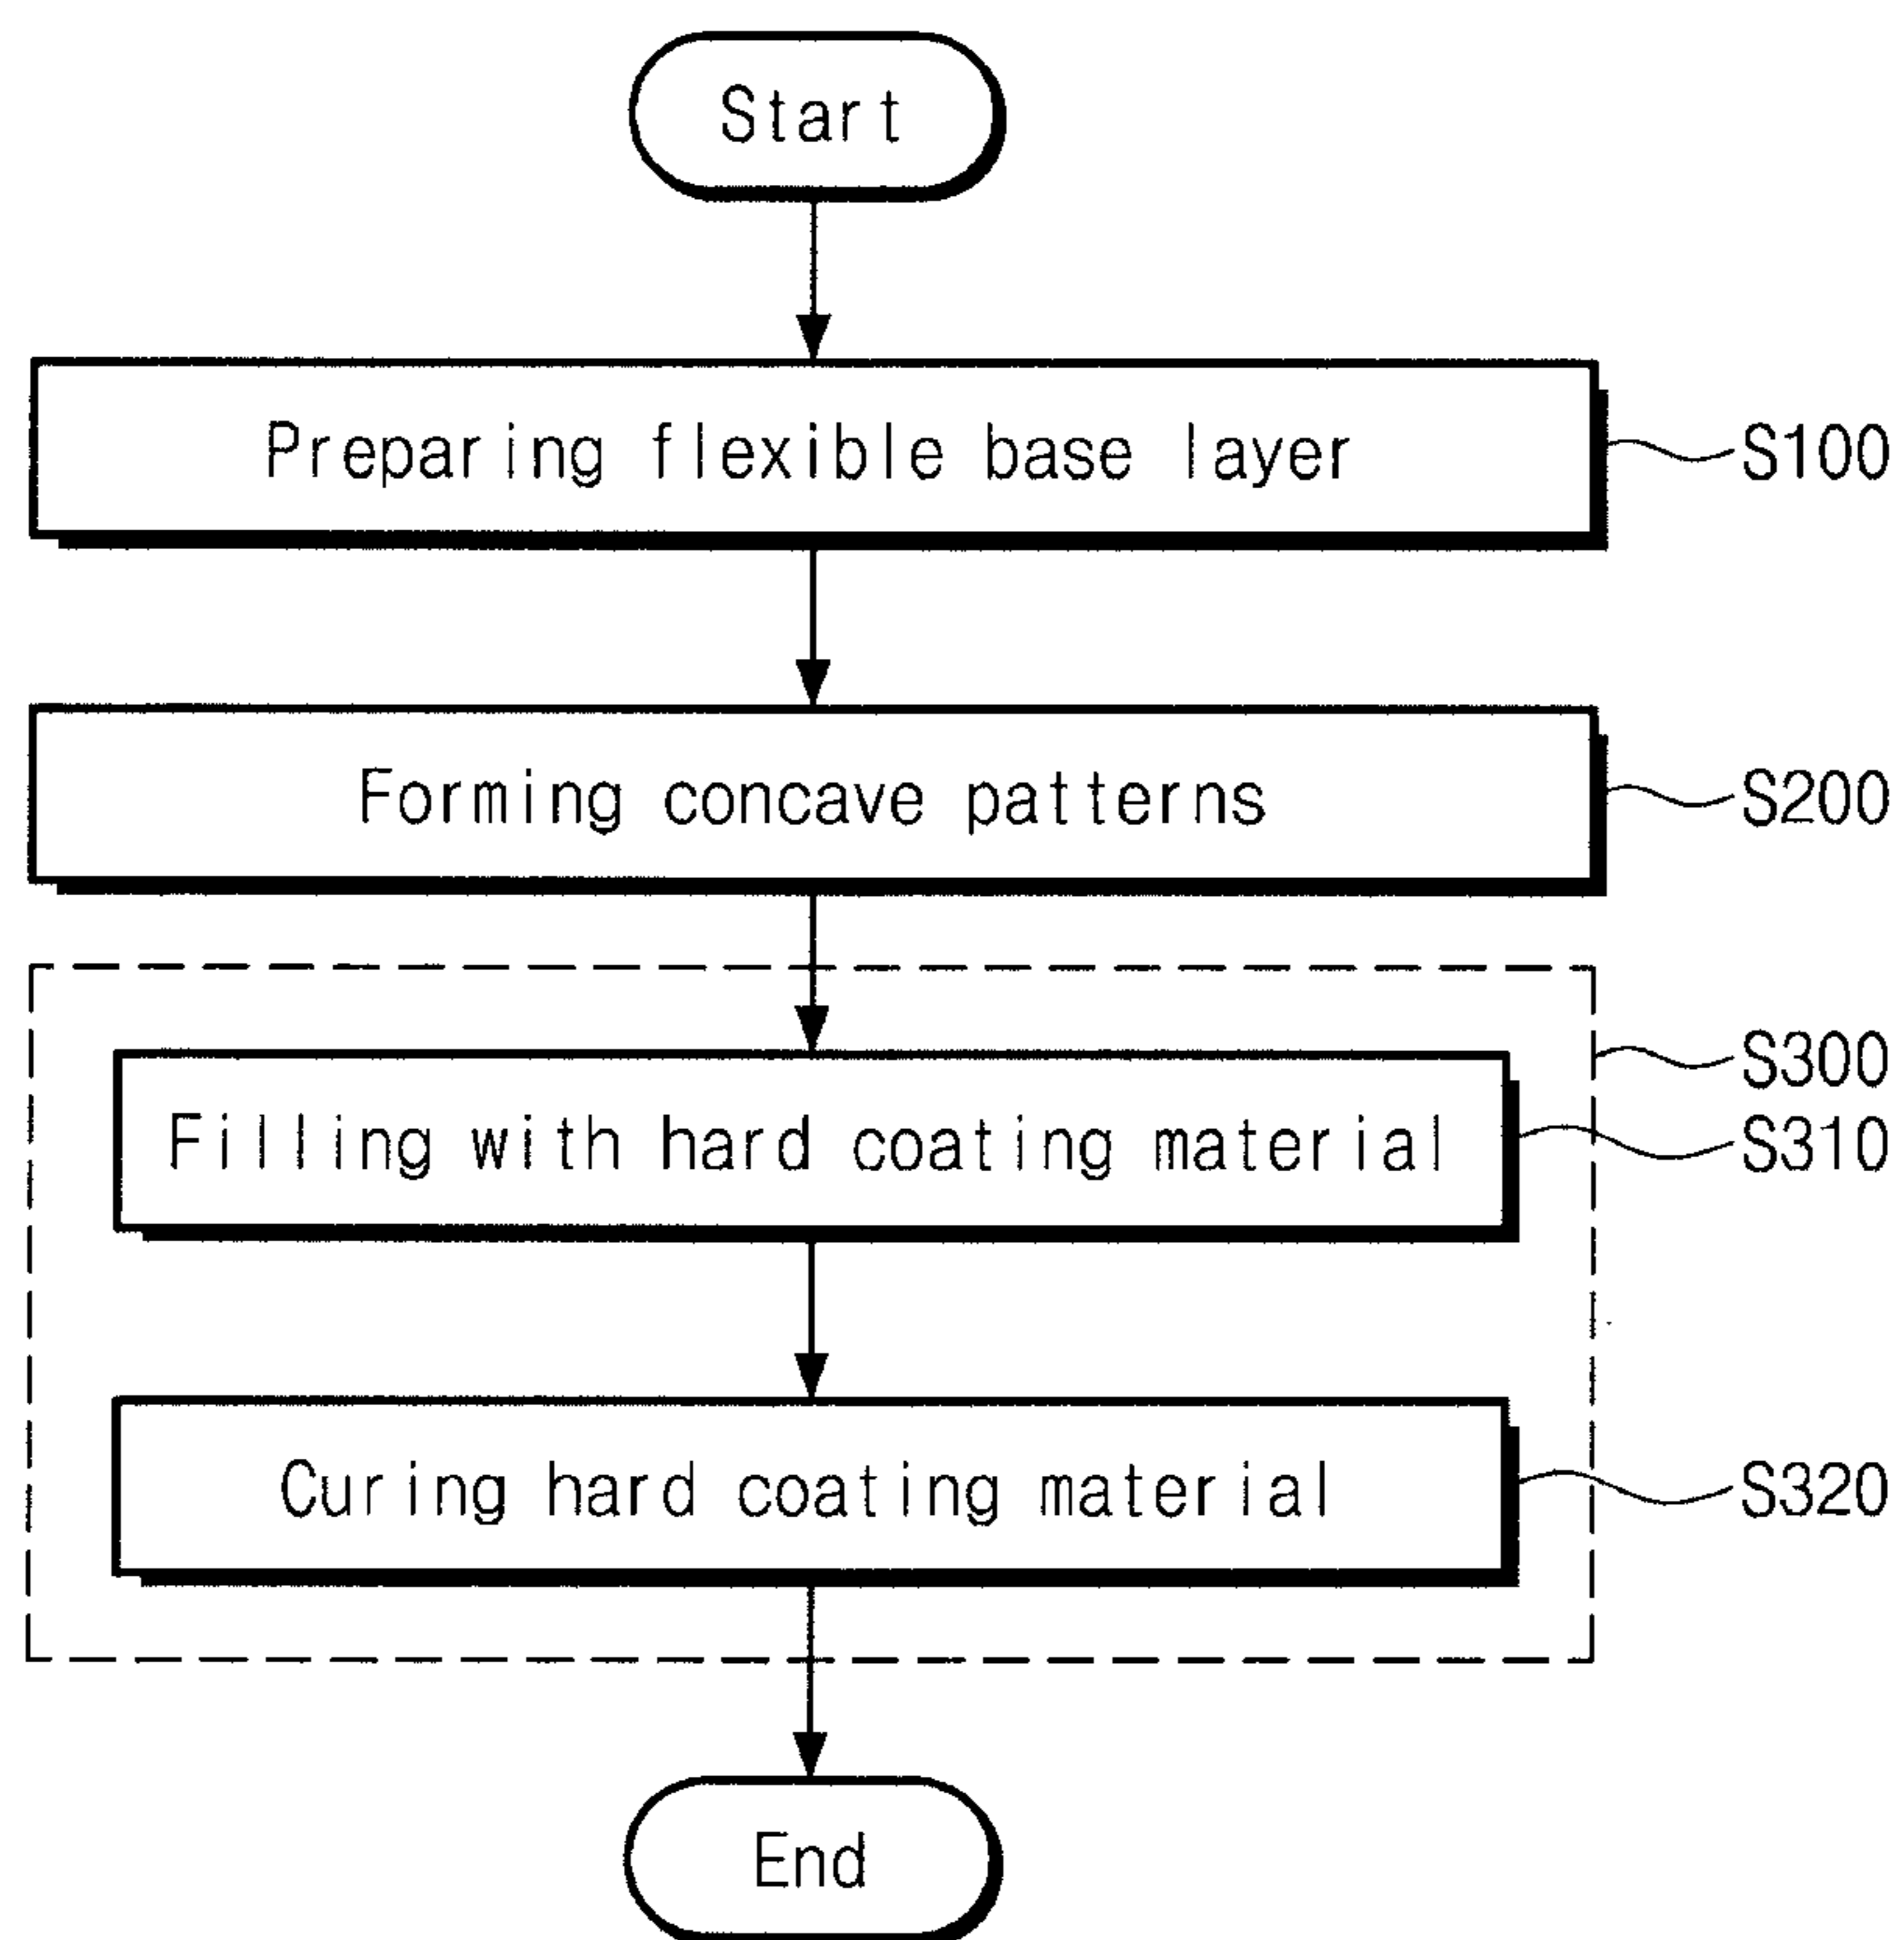 Start
Preparing flexible base layer
S100
Forming concave patterns
S200
S300
Filling with hard coating material
S310
Curing hard coating material
S320
End